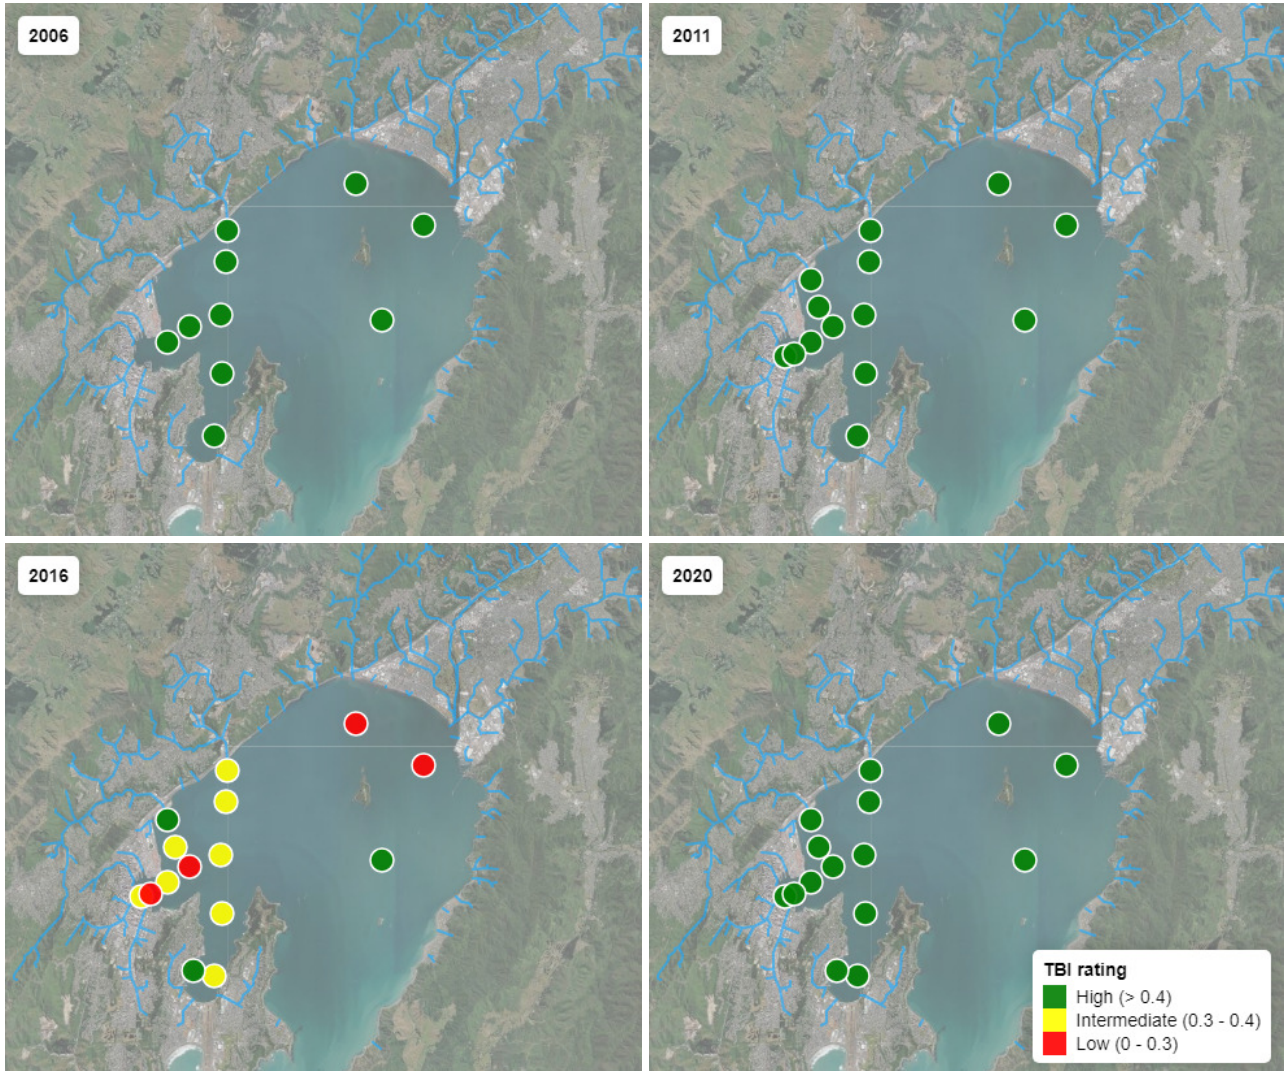 2006
2011
2016
2020
TBI rating
High (> 0.4)
Intermediate (0.3 - 0.4)
Low (0 - 0.3)